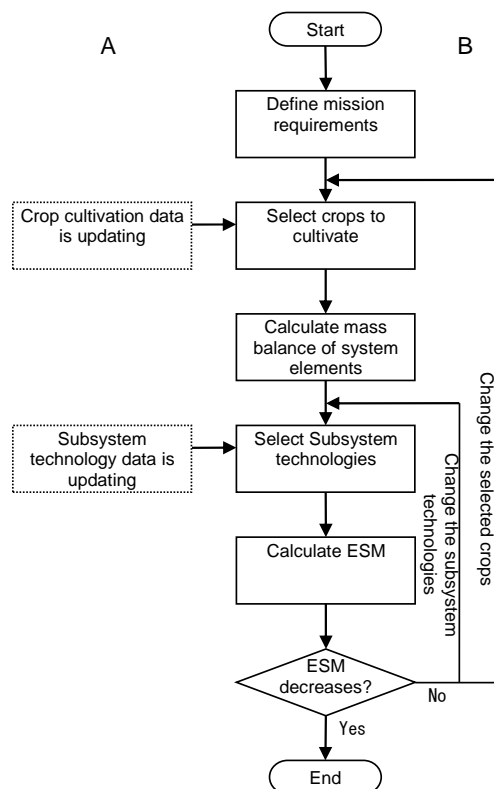 A
Start
B
Define mission
requirements
Crop cultivation data
is updating
Select crops to
cultivate
Calculate mass
balance of system
elements
Change the selected crops
Change the subsystem
technologies
Subsystem
technology data is
updating
Select Subsystem
technologies
Calculate ESM
ESM
decreases?
No
Yes
End